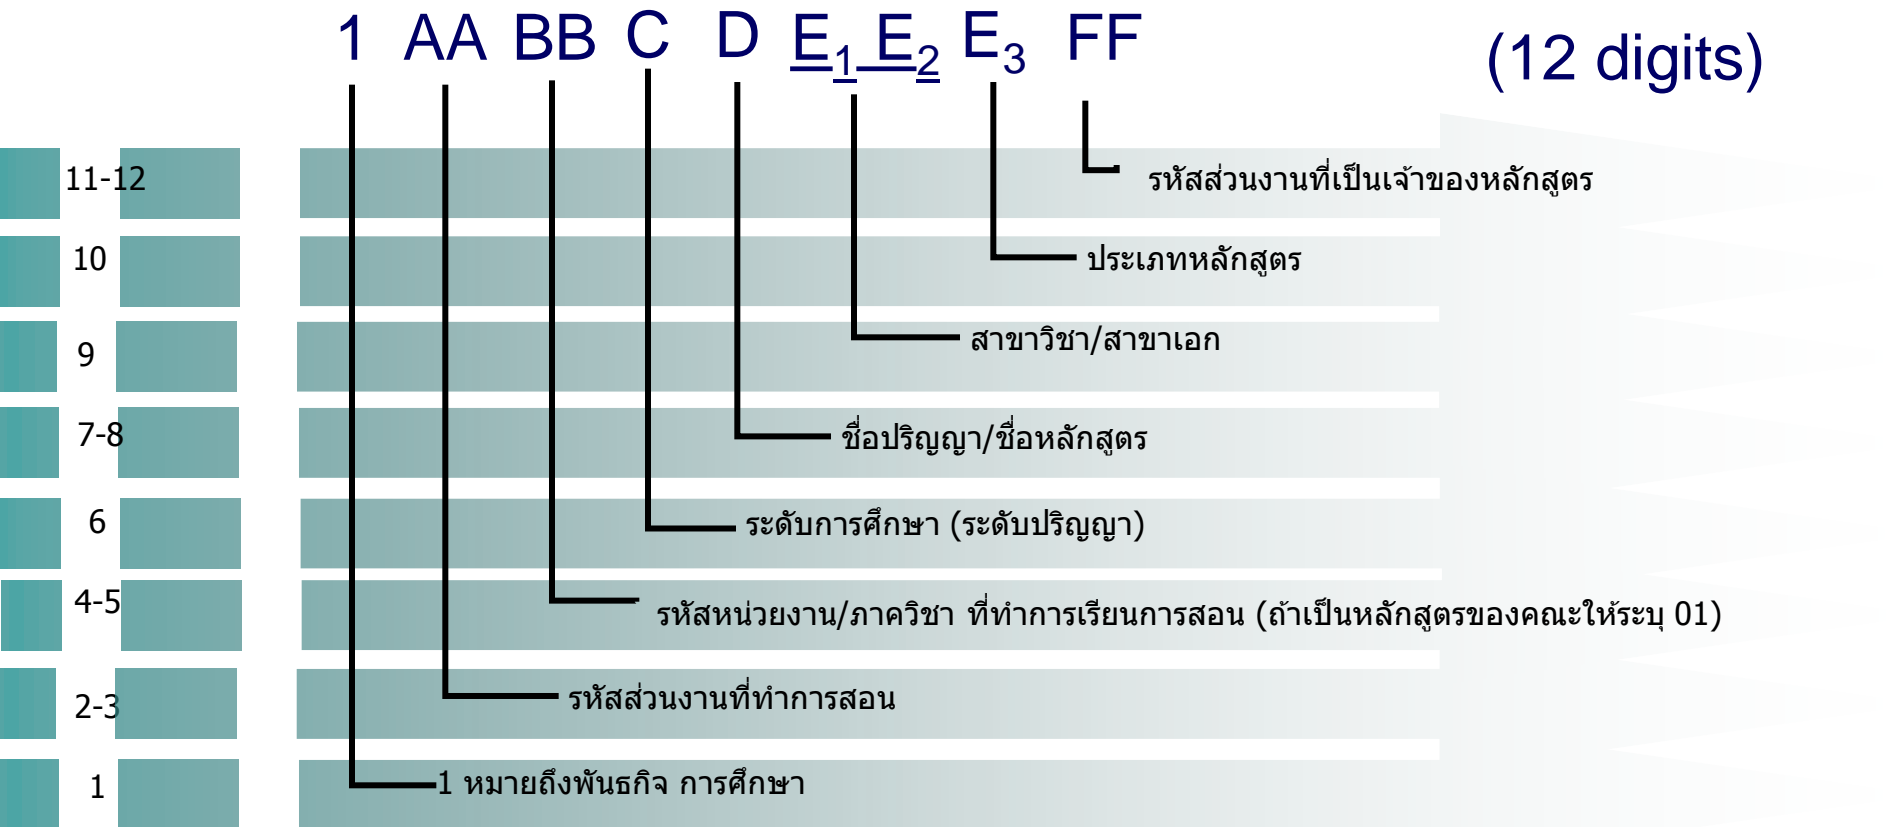 1 AA BB C D E1 E2 E3 FF (12 digits)
11-12 รหัสส่วนงานที่เป็นเจ้าของหลักสูตร
10 ประเภทหลักสูตร
9 สาขาวิชา/สาขาเอก
7-8 ชื่อปริญญา/ชื่อหลักสูตร
6 ระดับการศึกษา (ระดับปริญญา)
4-5 รหัสหน่วยงาน/ภาควิชา ที่ทำการเรียนการสอน (ถ้าเป็นหลักสูตรของคณะให้ระบุ 01)
2-3 รหัสส่วนงานที่ทำการสอน
1 1 หมายถึงพันธกิจ การศึกษา